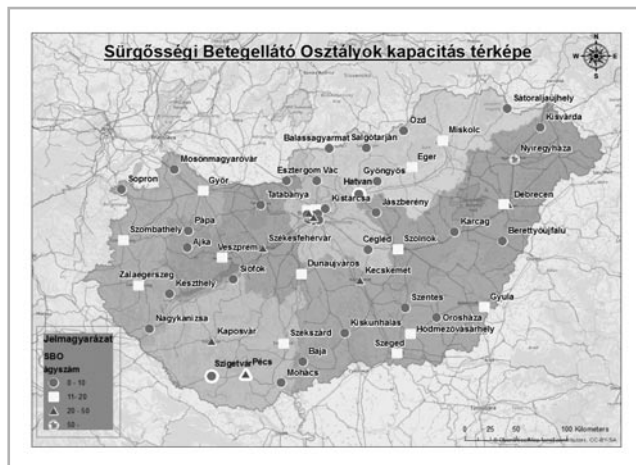 Sürgősségi Betegellátó Osztályok kapacitás térképe
N
W E
S
Sátoraljaújhely
Ózd
Kisvárda
Balassagyarmat
Salgótarján
Miskolc
Nyíregyháza
Mosonmagyaróvár
Eger
Esztergom
Vác
Gyöngyös
Hatvan
Sopron
Győr
Tatabánya
Kistarcsa
Jászberény
Debrecen
Szombathely
Pápa
Karcag
Berettyóújfalu
Ajka
Veszprém
Székesfehérvár
Cegléd
Szolnok
Zalaegerszeg
Siófok
Dunaújváros
Kecskemét
Keszthely
Szentes
Gyula
Nagykanizsa
Kaposvár
Szekszárd
Kiskunhalas
Orosháza
Hódmezővásárhely
Szeged
Szigetvár
Pécs
Baja
Mohács
Jelmagyarázat
SBO
ágyszám
0 - 10
11 - 20
20 - 50
50 -
0 25 50 100 Kilometers